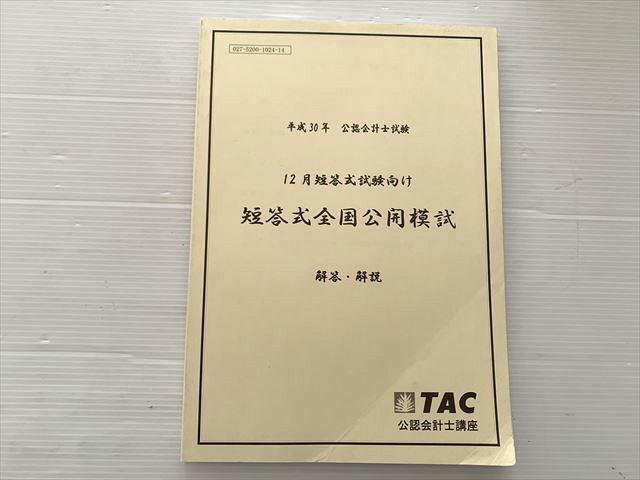 027-5200-1024-14
平成30年 公認会計士試験
12月短答式試験向け
短答式全国公開模試
解答・解説
TAC
公認会計士講座